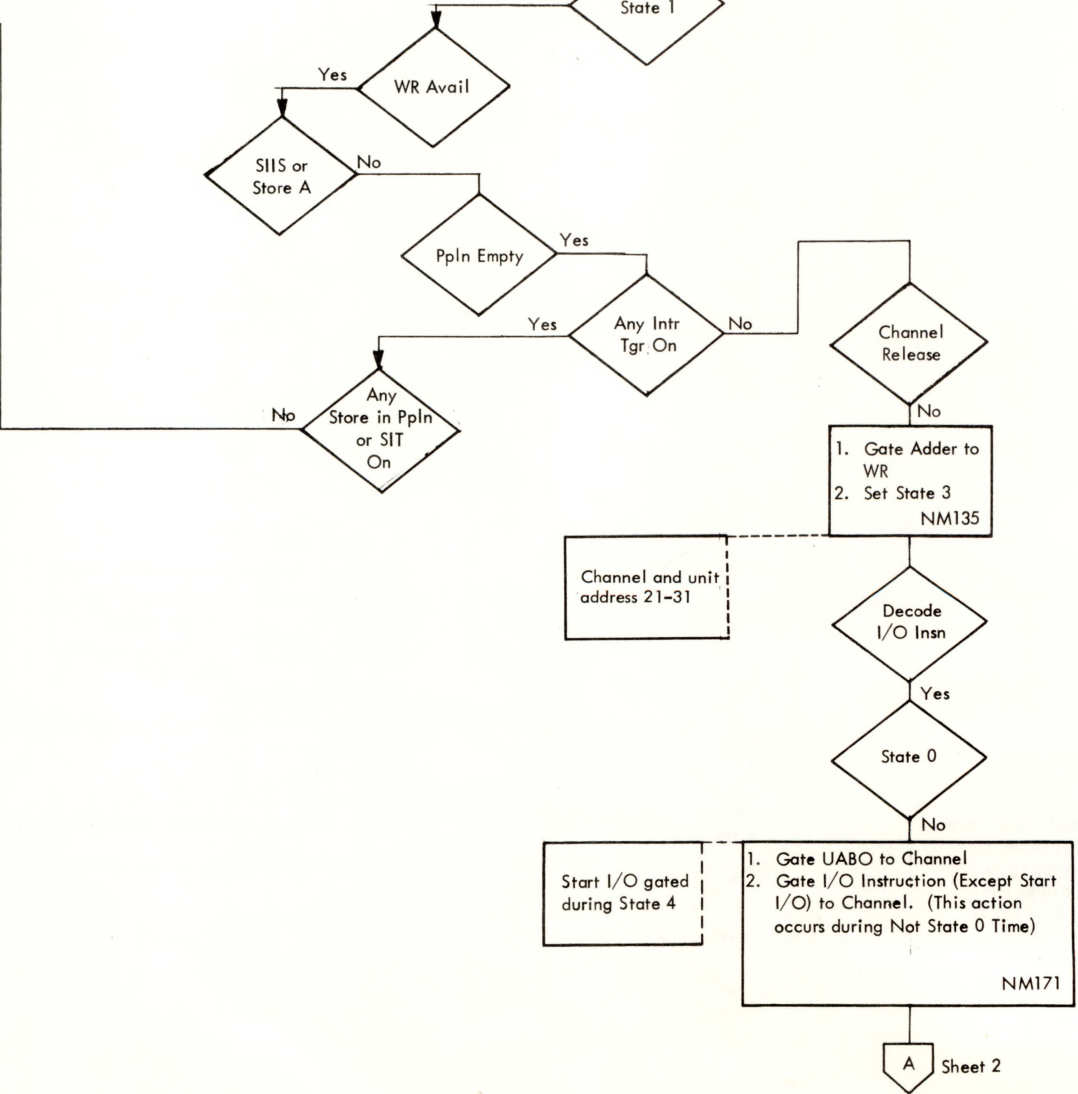 State 1
WR Avail
Yes
SIIS or
Store A
No
Ppln Empty
Yes
Any Intr
Tgr On
Yes
No
Channel
Release
No
Any
Store in Ppln
or SIT
On
No
1. Gate Adder to
WR
2. Set State 3
NM135
Channel and unit
address 21-31
Decode
I/O Insn
Yes
State 0
No
Start I/O gated
during State 4
1. Gate UABO to Channel
2. Gate I/O Instruction (Except Start
I/O) to Channel. (This action
occurs during Not State 0 Time)
NM171
A
Sheet 2